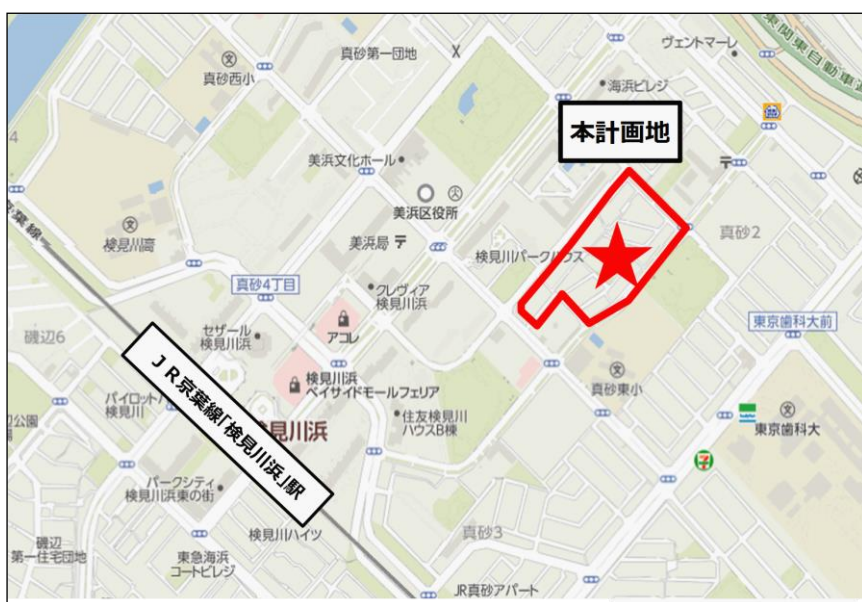 東関東自動車
ヴェントマーレ
真砂第一団地
真砂西小
海浜ビレジ
本計画地
美浜文化ホール
美浜区役所
検見川高
美浜局
検見川パークハウス
真砂2
京葉線
真砂4丁目
クレヴィア
検見川浜
東京歯科大前
磯辺6
セザール
検見川浜
アコレ
ＪＲ京葉線「検見川浜」駅
検見川浜
ベイサイドモールフェリア
真砂東小
パイロット
検見川
辺公園
住友検見川
ハウスB棟
東京歯科大
見川浜
パークシティ
検見川浜東の街
検見川ハイツ
真砂3
磯辺
第一住宅団地
東急海浜
コートビレジ
JR真砂アパート